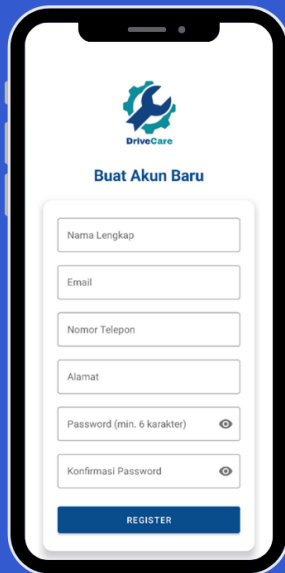 DriveCare
Buat Akun Baru
Nama Lengkap
Email
Nomor Telepon
Alamat
Password (min. 6 karakter)
Konfirmasi Password
REGISTER